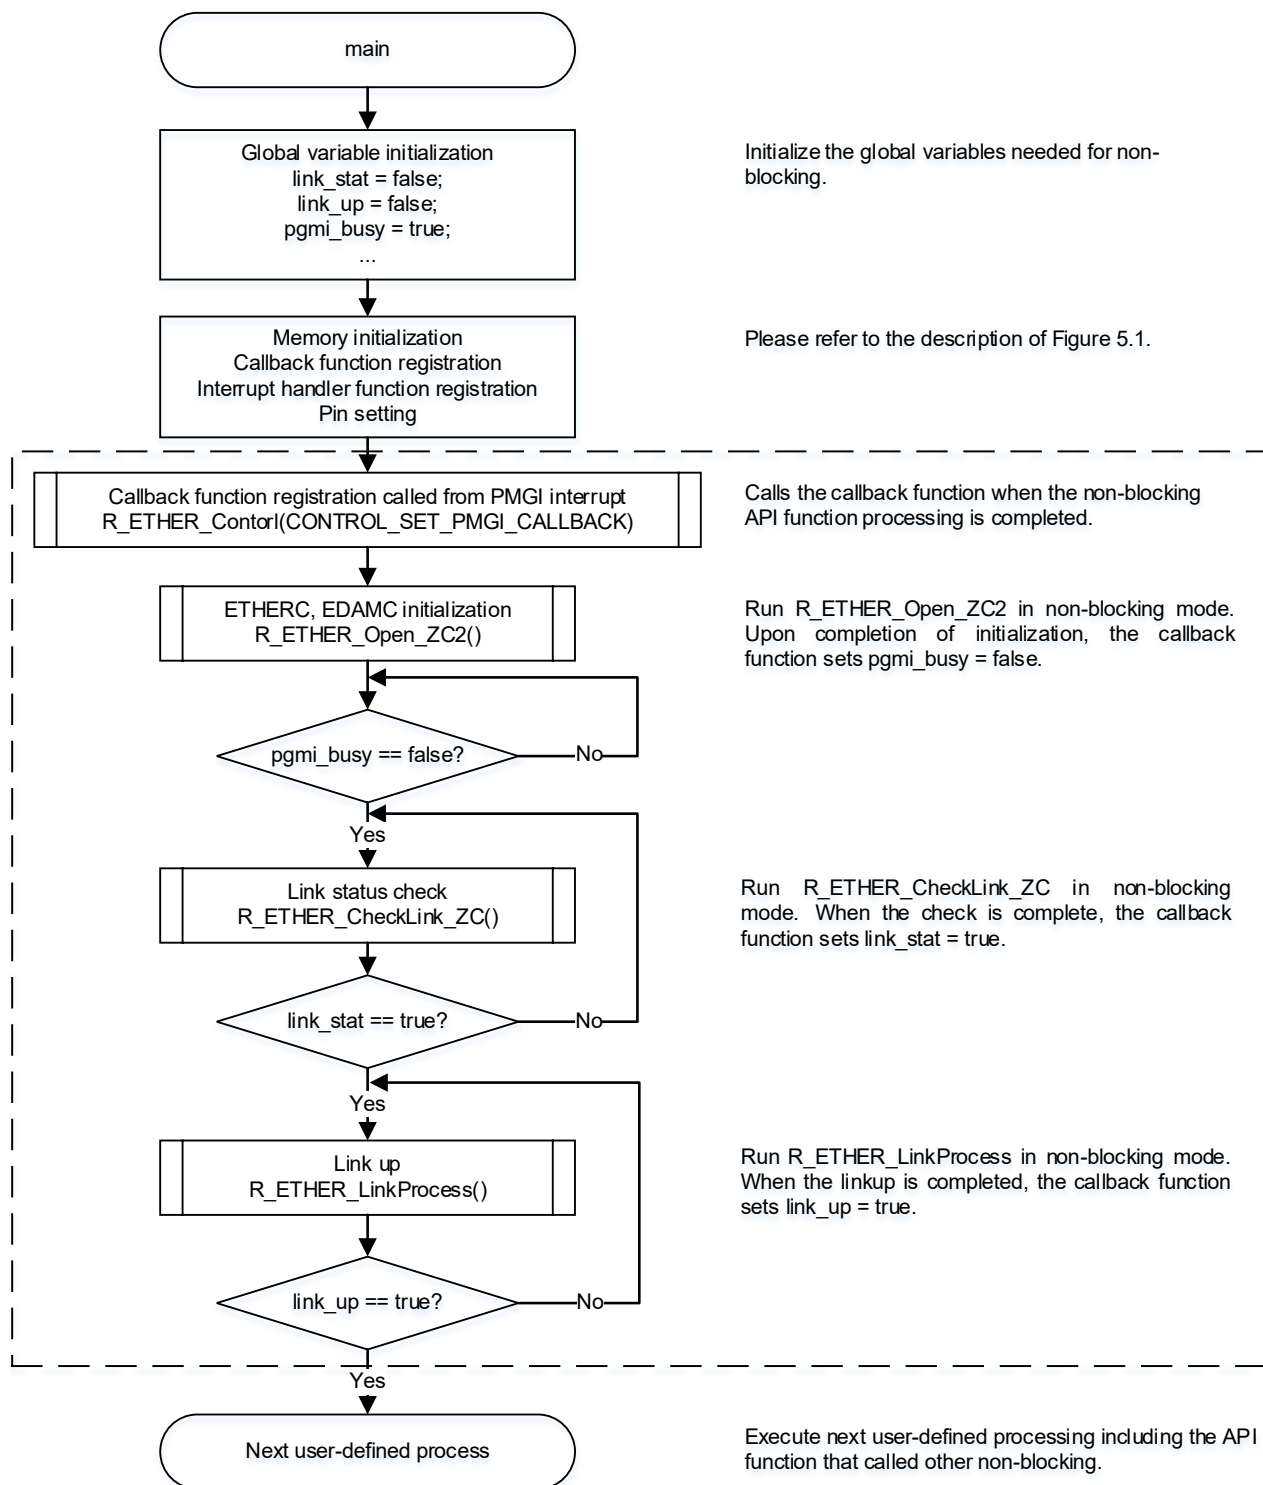 main
Global variable initialization
link_stat = false;
link_up = false;
pgmi_busy = true;
...
Initialize the global variables needed for non-
blocking.
Memory initialization
Callback function registration
Interrupt handler function registration
Pin setting
Please refer to the description of Figure 5.1.
Callback function registration called from PMGI interrupt
R_ETHER_Contorl(CONTROL_SET_PMGI_CALLBACK)
Calls the callback function when the non-blocking
API function processing is completed.
ETHERC, EDAMC initialization
R_ETHER_Open_ZC2()
Run R_ETHER_Open_ZC2 in non-blocking mode.
Upon completion of initialization, the callback
function sets pgmi_busy = false.
pgmi_busy == false?
No
Yes
Link status check
R_ETHER_CheckLink_ZC()
Run R_ETHER_CheckLink_ZC in non-blocking
mode. When the check is complete, the callback
function sets link_stat = true.
link_stat == true?
No
Yes
Link up
R_ETHER_LinkProcess()
Run R_ETHER_LinkProcess in non-blocking mode.
When the linkup is completed, the callback function
sets link_up = true.
link_up == true?
No
Yes
Next user-defined process
Execute next user-defined processing including the API
function that called other non-blocking.